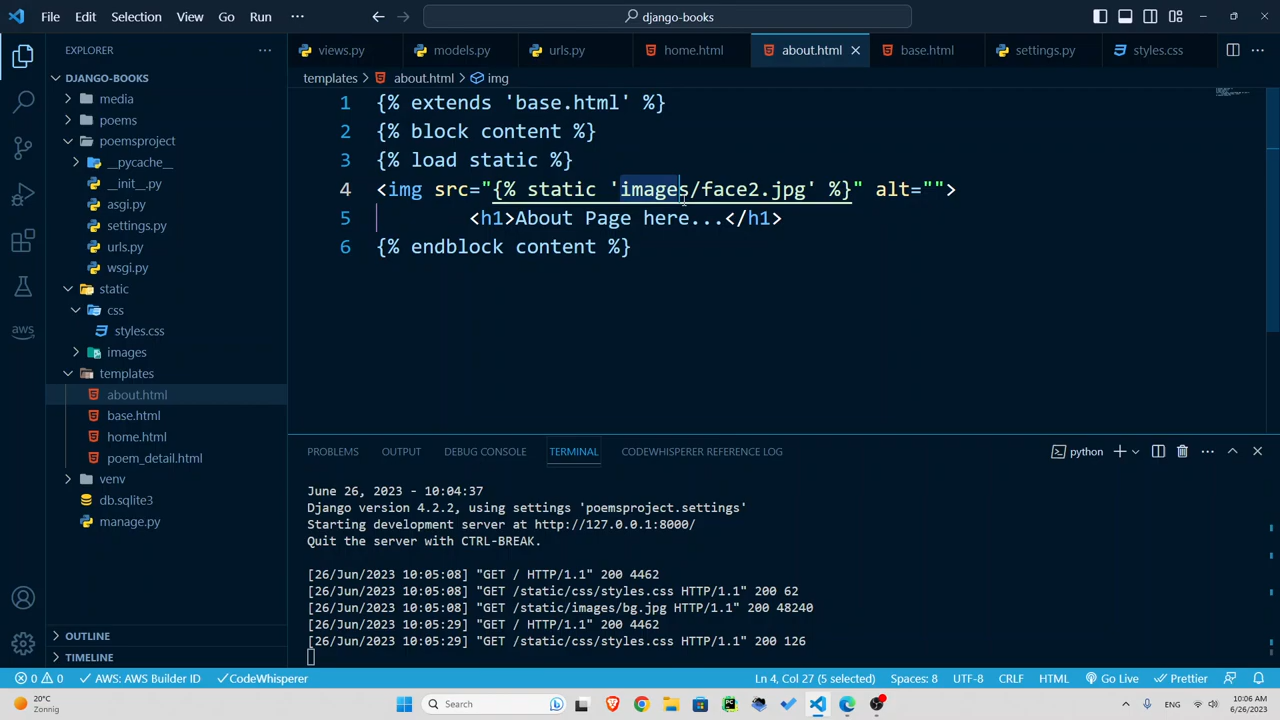 File Edit Selection View Go Run ··· django-books
EXPLORER ···
DJANGO-BOOKS
media
poems
poemsproject
__pycache__
__init__.py
asgi.py
settings.py
urls.py
wsgi.py
static
css
styles.css
images
templates
about.html
base.html
home.html
poem_detail.html
venv
db.sqlite3
manage.py
OUTLINE
TIMELINE
views.py models.py urls.py home.html about.html base.html settings.py styles.css ···
templates > about.html > img
1 {% extends 'base.html' %}
2 {% block content %}
3 {% load static %}
4 <img src="{% static 'images/face2.jpg' %}" alt="">
5 <h1>About Page here...</h1>
6 {% endblock content %}
PROBLEMS OUTPUT DEBUG CONSOLE TERMINAL CODEWHISPERER REFERENCE LOG python ···
June 26, 2023 - 10:04:37
Django version 4.2.2, using settings 'poemsproject.settings'
Starting development server at http://127.0.0.1:8000/
Quit the server with CTRL-BREAK.
[26/Jun/2023 10:05:08] "GET / HTTP/1.1" 200 4462
[26/Jun/2023 10:05:08] "GET /static/css/styles.css HTTP/1.1" 200 62
[26/Jun/2023 10:05:08] "GET /static/images/bg.jpg HTTP/1.1" 200 48240
[26/Jun/2023 10:05:29] "GET / HTTP/1.1" 200 4462
[26/Jun/2023 10:05:29] "GET /static/css/styles.css HTTP/1.1" 200 126
aws
0 0 AWS: AWS Builder ID CodeWhisperer Ln 4, Col 27 (5 selected) Spaces: 8 UTF-8 CRLF HTML Go Live Prettier
20°C
Zonnig
Search
10:06 AM
6/26/2023